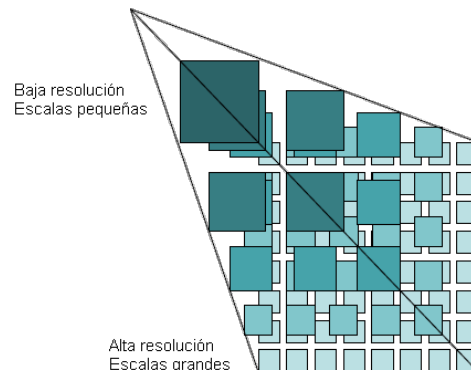 Baja resolución
Escalas pequeñas
Alta resolución
Escalas grandes